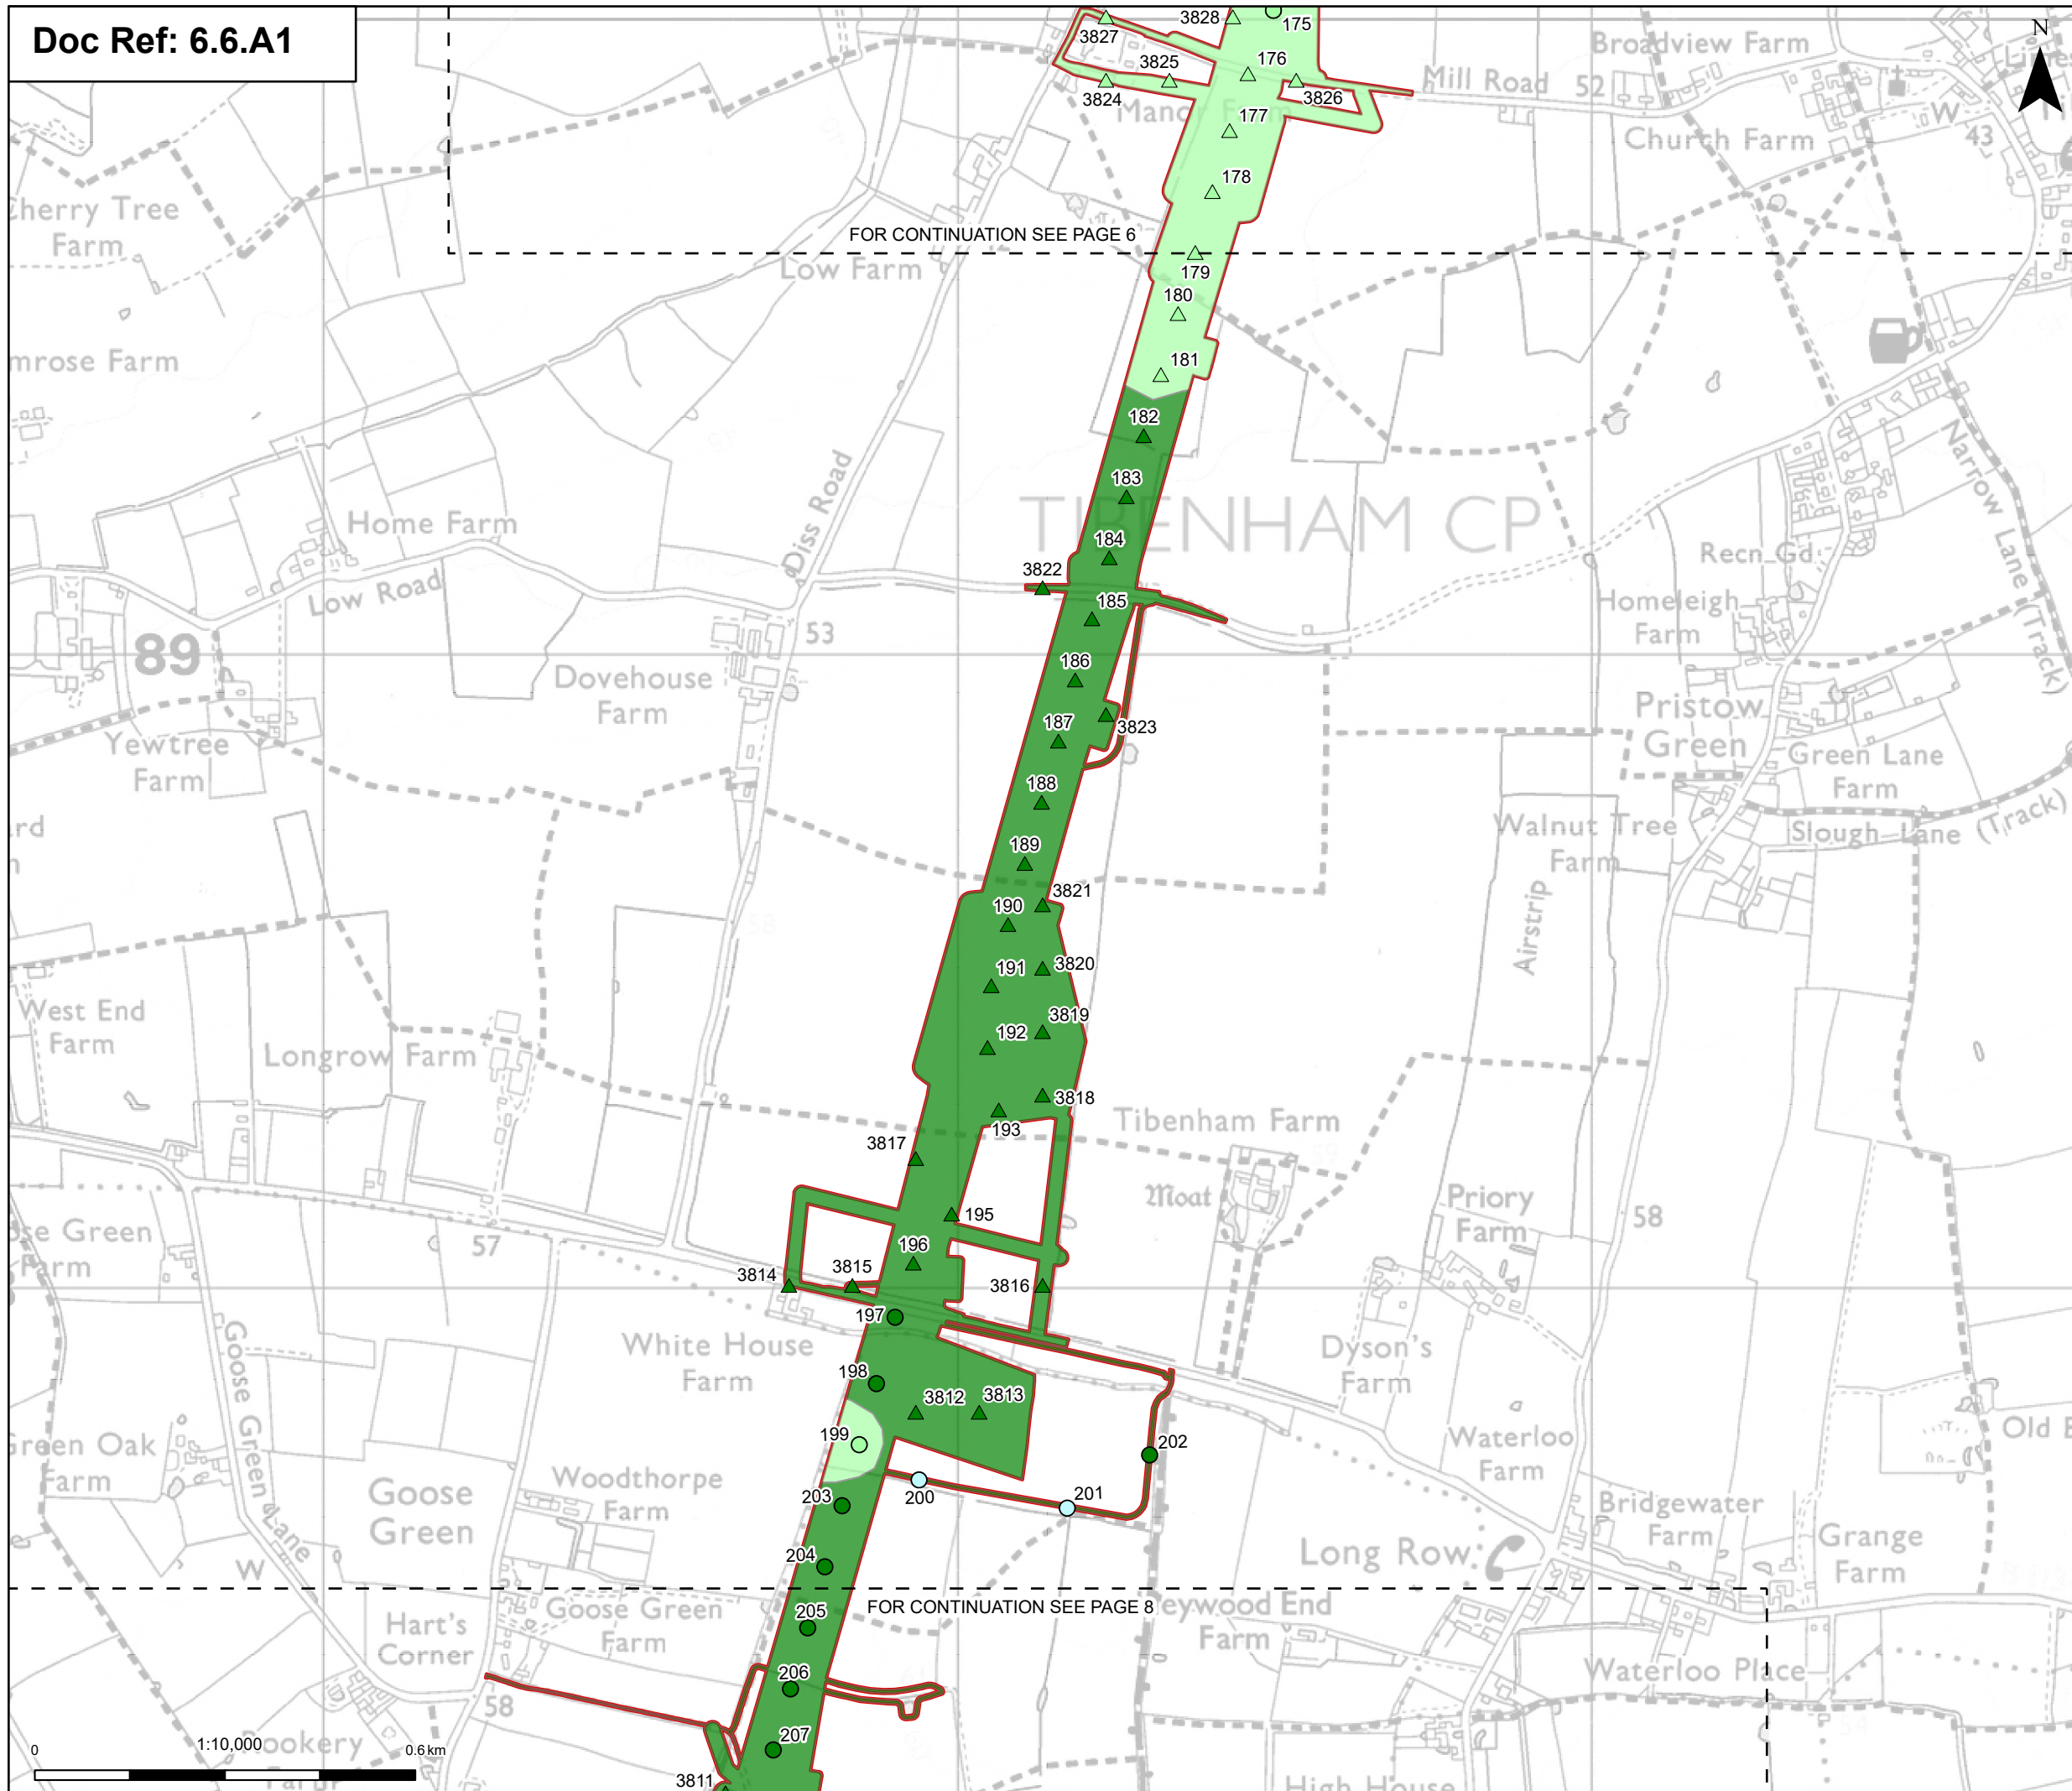 Doc Ref: 6.6.A1
N
3828
175
3827
3825
176
3824
3826
177
178
Broadview Farm
Mill Road
52
Church Farm
W
43
Cherry Tree
Farm
FOR CONTINUATION SEE PAGE 6
Low Farm
179
180
181
182
183
184
TIBENHAM CP
Home Farm
Diss Road
Low Road
3822
185
Narrow Lane (Track)
Recn Gd
Homeleigh
Farm
89
53
Dovehouse
Farm
186
187
3823
188
Yewtree
Farm
Pristow
Green
Green Lane
Farm
Walnut Tree
Farm
Slough Lane (Track)
189
3821
190
191
3820
192
3819
3818
193
Airstrip
58
West End
Farm
Longrow Farm
Tibenham Farm
3817
Moat
Priory
Farm
58
195
196
57
3814
3815
3816
197
White House
Farm
Dyson's
Farm
Goose Green Lane
198
3812
3813
199
202
200
201
203
204
Green Oak
Farm
Woodthorpe
Farm
Goose
Green
Waterloo
Farm
Bridgewater
Farm
Grange
Farm
Long Row
W
FOR CONTINUATION SEE PAGE 8
205
Hart's
Corner
Goose Green
Farm
eywood End
Farm
Waterloo Place
206
58
207
3811
Rookery
High House
1:10,000
0
0.6 km